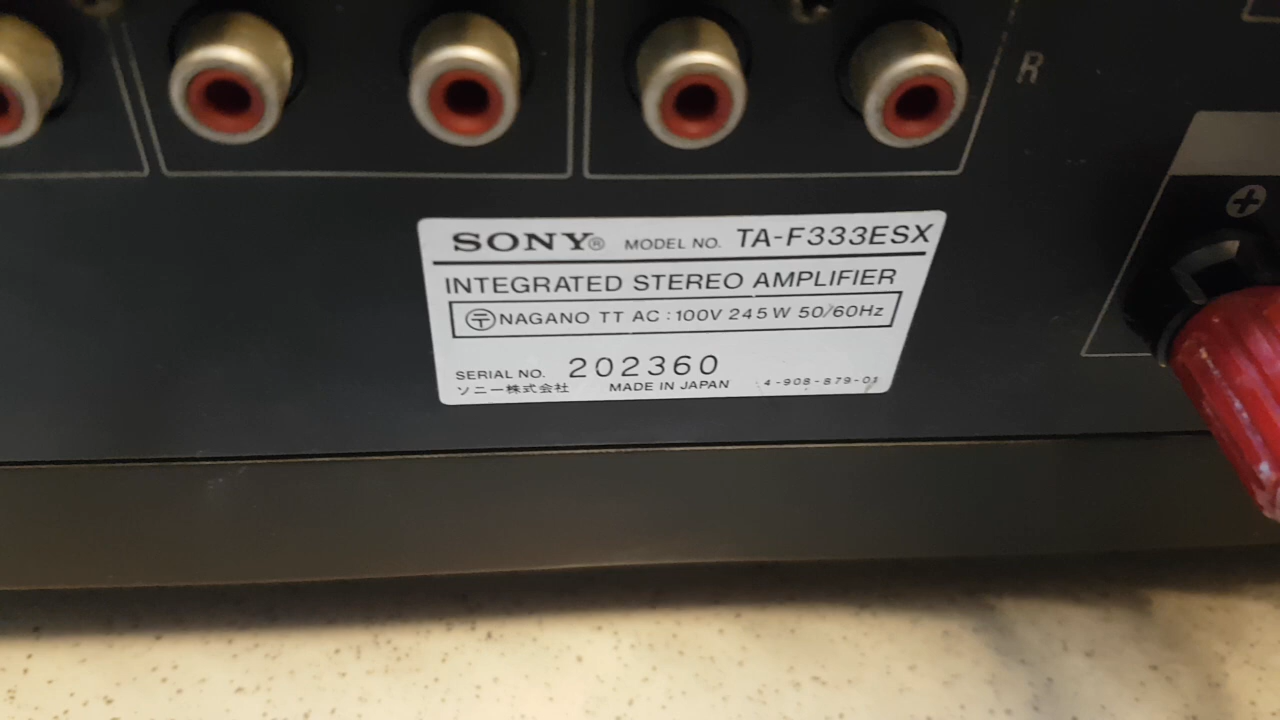 R
SONY® MODEL NO. TA-F333ESX
INTEGRATED STEREO AMPLIFIER
NAGANO TT AC : 100V 245W 50/60Hz
SERIAL NO. 202360
ソニー株式会社 MADE IN JAPAN 4-908-879-01